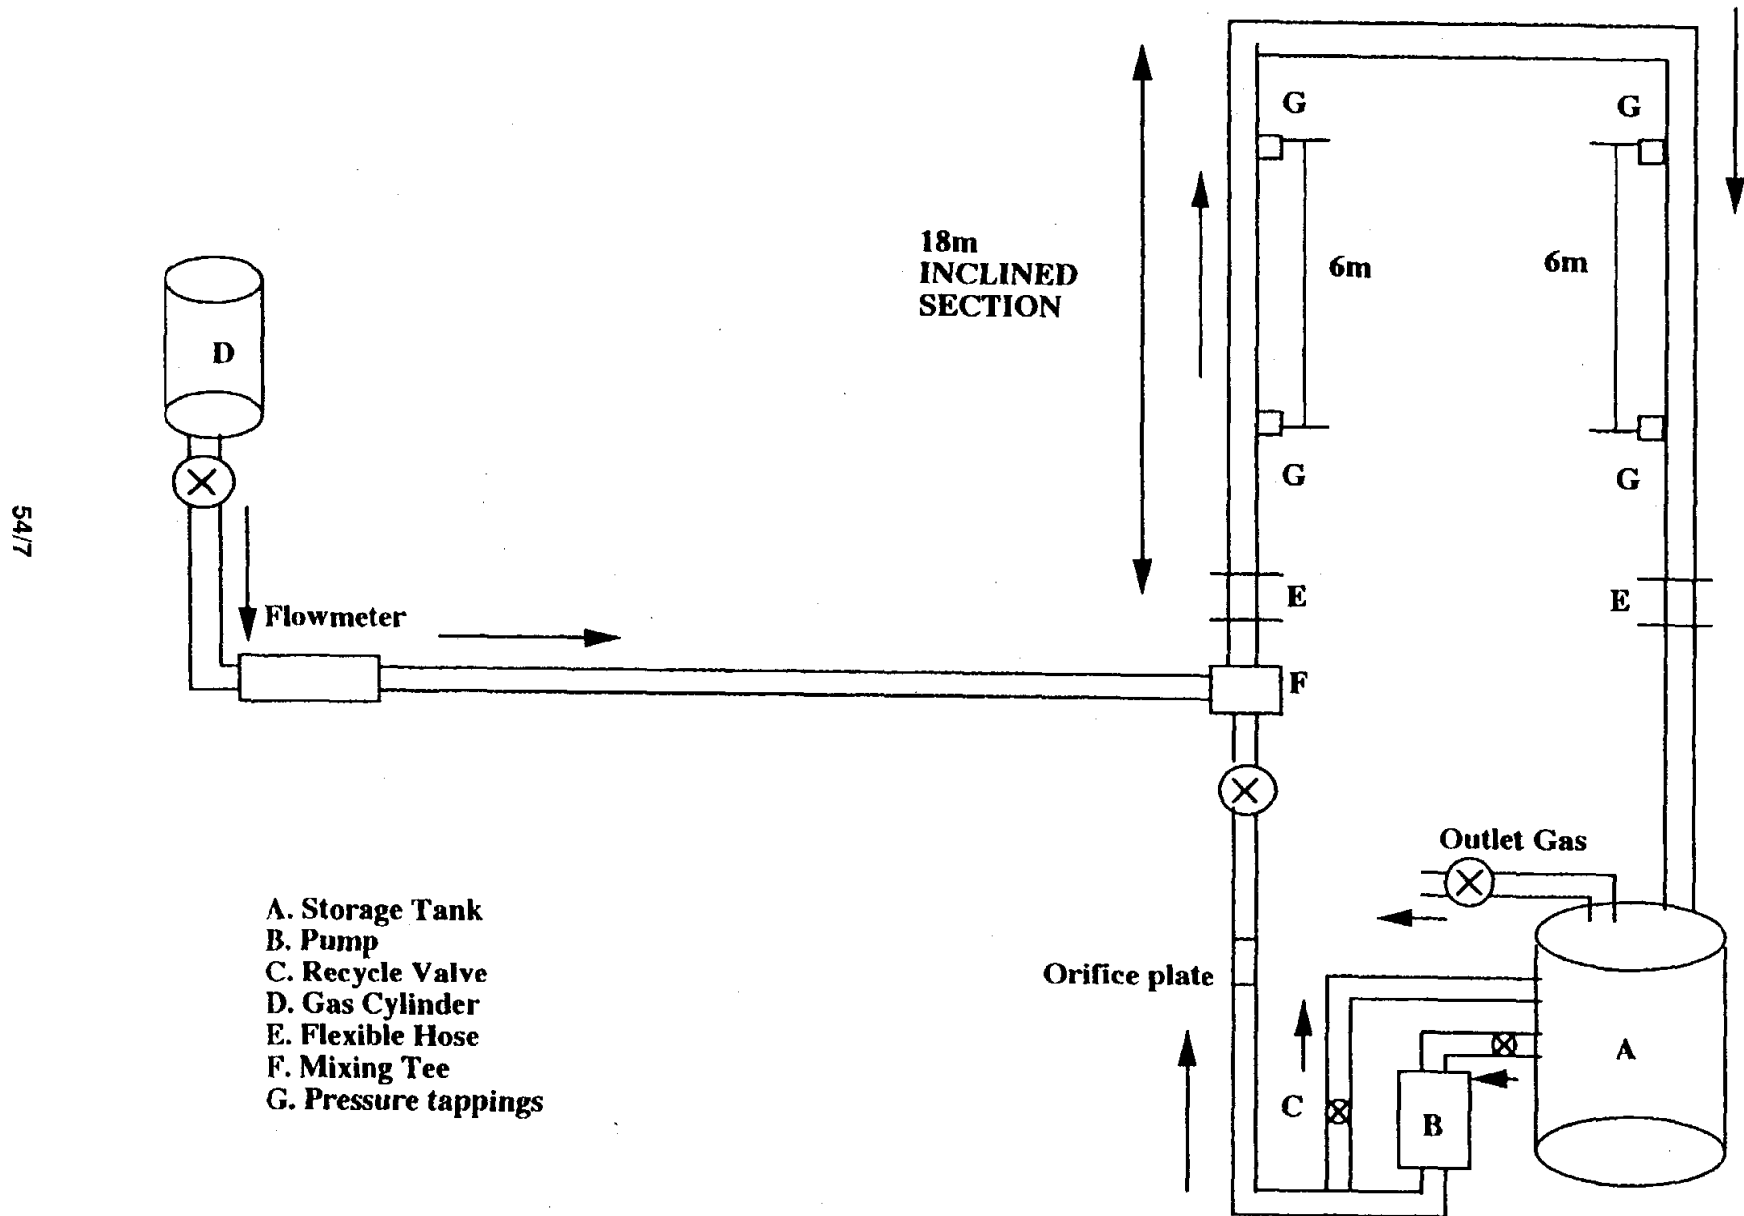 G
G
18m
INCLINED
SECTION
6m
6m
D
G
G
54/7
E
E
Flowmeter
F
Outlet Gas
A. Storage Tank
B. Pump
C. Recycle Valve
D. Gas Cylinder
E. Flexible Hose
F. Mixing Tee
G. Pressure tappings
Orifice plate
A
C
B